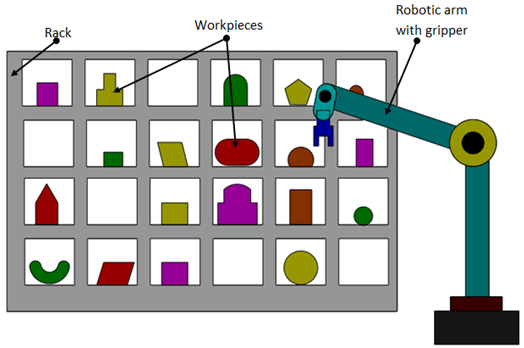 Rack
Workpieces
Robotic arm
with gripper